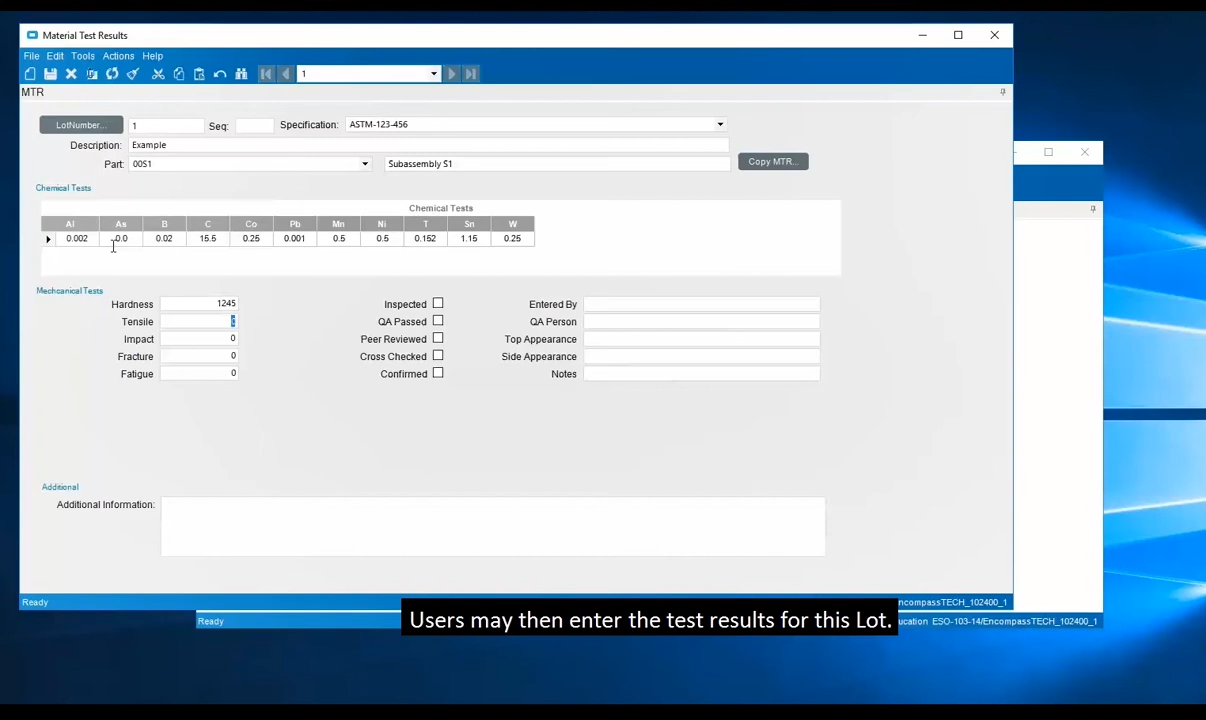 Material Test Results
File Edit Tools Actions Help
1
MTR
LotNumber... 1 Seq: Specification: ASTM-123-456
Description: Example
Part: 00S1 Subassembly S1 Copy MTR...
Chemical Tests
Chemical Tests
Al As B C Co Pb Mn Ni T Sn W
0.002 0.0 0.02 15.5 0.25 0.001 0.5 0.5 0.152 1.15 0.25
Mechcanical Tests
Hardness 1245 Inspected Entered By
Tensile QA Passed QA Person
Impact 0 Peer Reviewed Top Appearance
Fracture 0 Cross Checked Side Appearance
Fatigue 0 Confirmed Notes
Additional
Additional Information:
Ready ncompassTECH_102400_1
Users may then enter the test results for this Lot.
Ready ucation ESO-103-14/EncompassTECH_102400_1